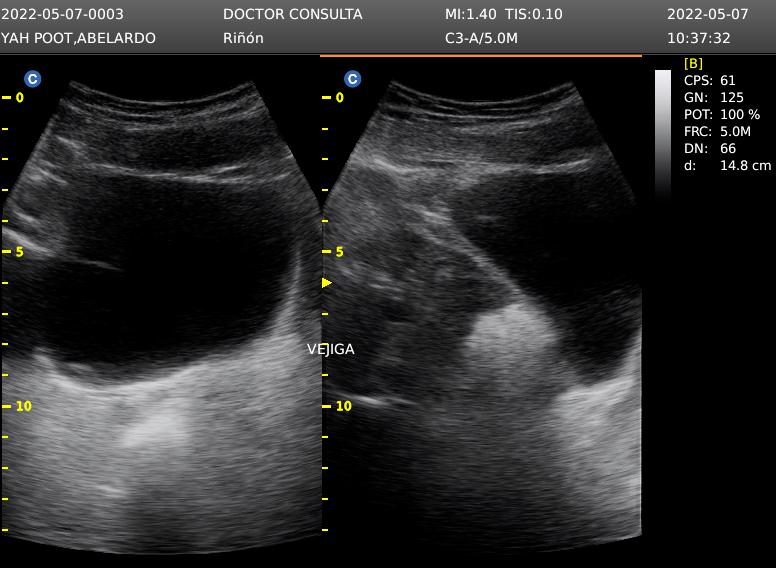 2022-05-07-0003 DOCTOR CONSULTA MI:1.40 TIS:0.10 2022-05-07
YAH POOT,ABELARDO Riñón C3-A/5.0M 10:37:32
[B]
CPS: 61
GN: 125
POT: 100 %
FRC: 5.0M
DN: 66
d: 14.8 cm
C
0
5
10
C
0
5
10
VEJIGA